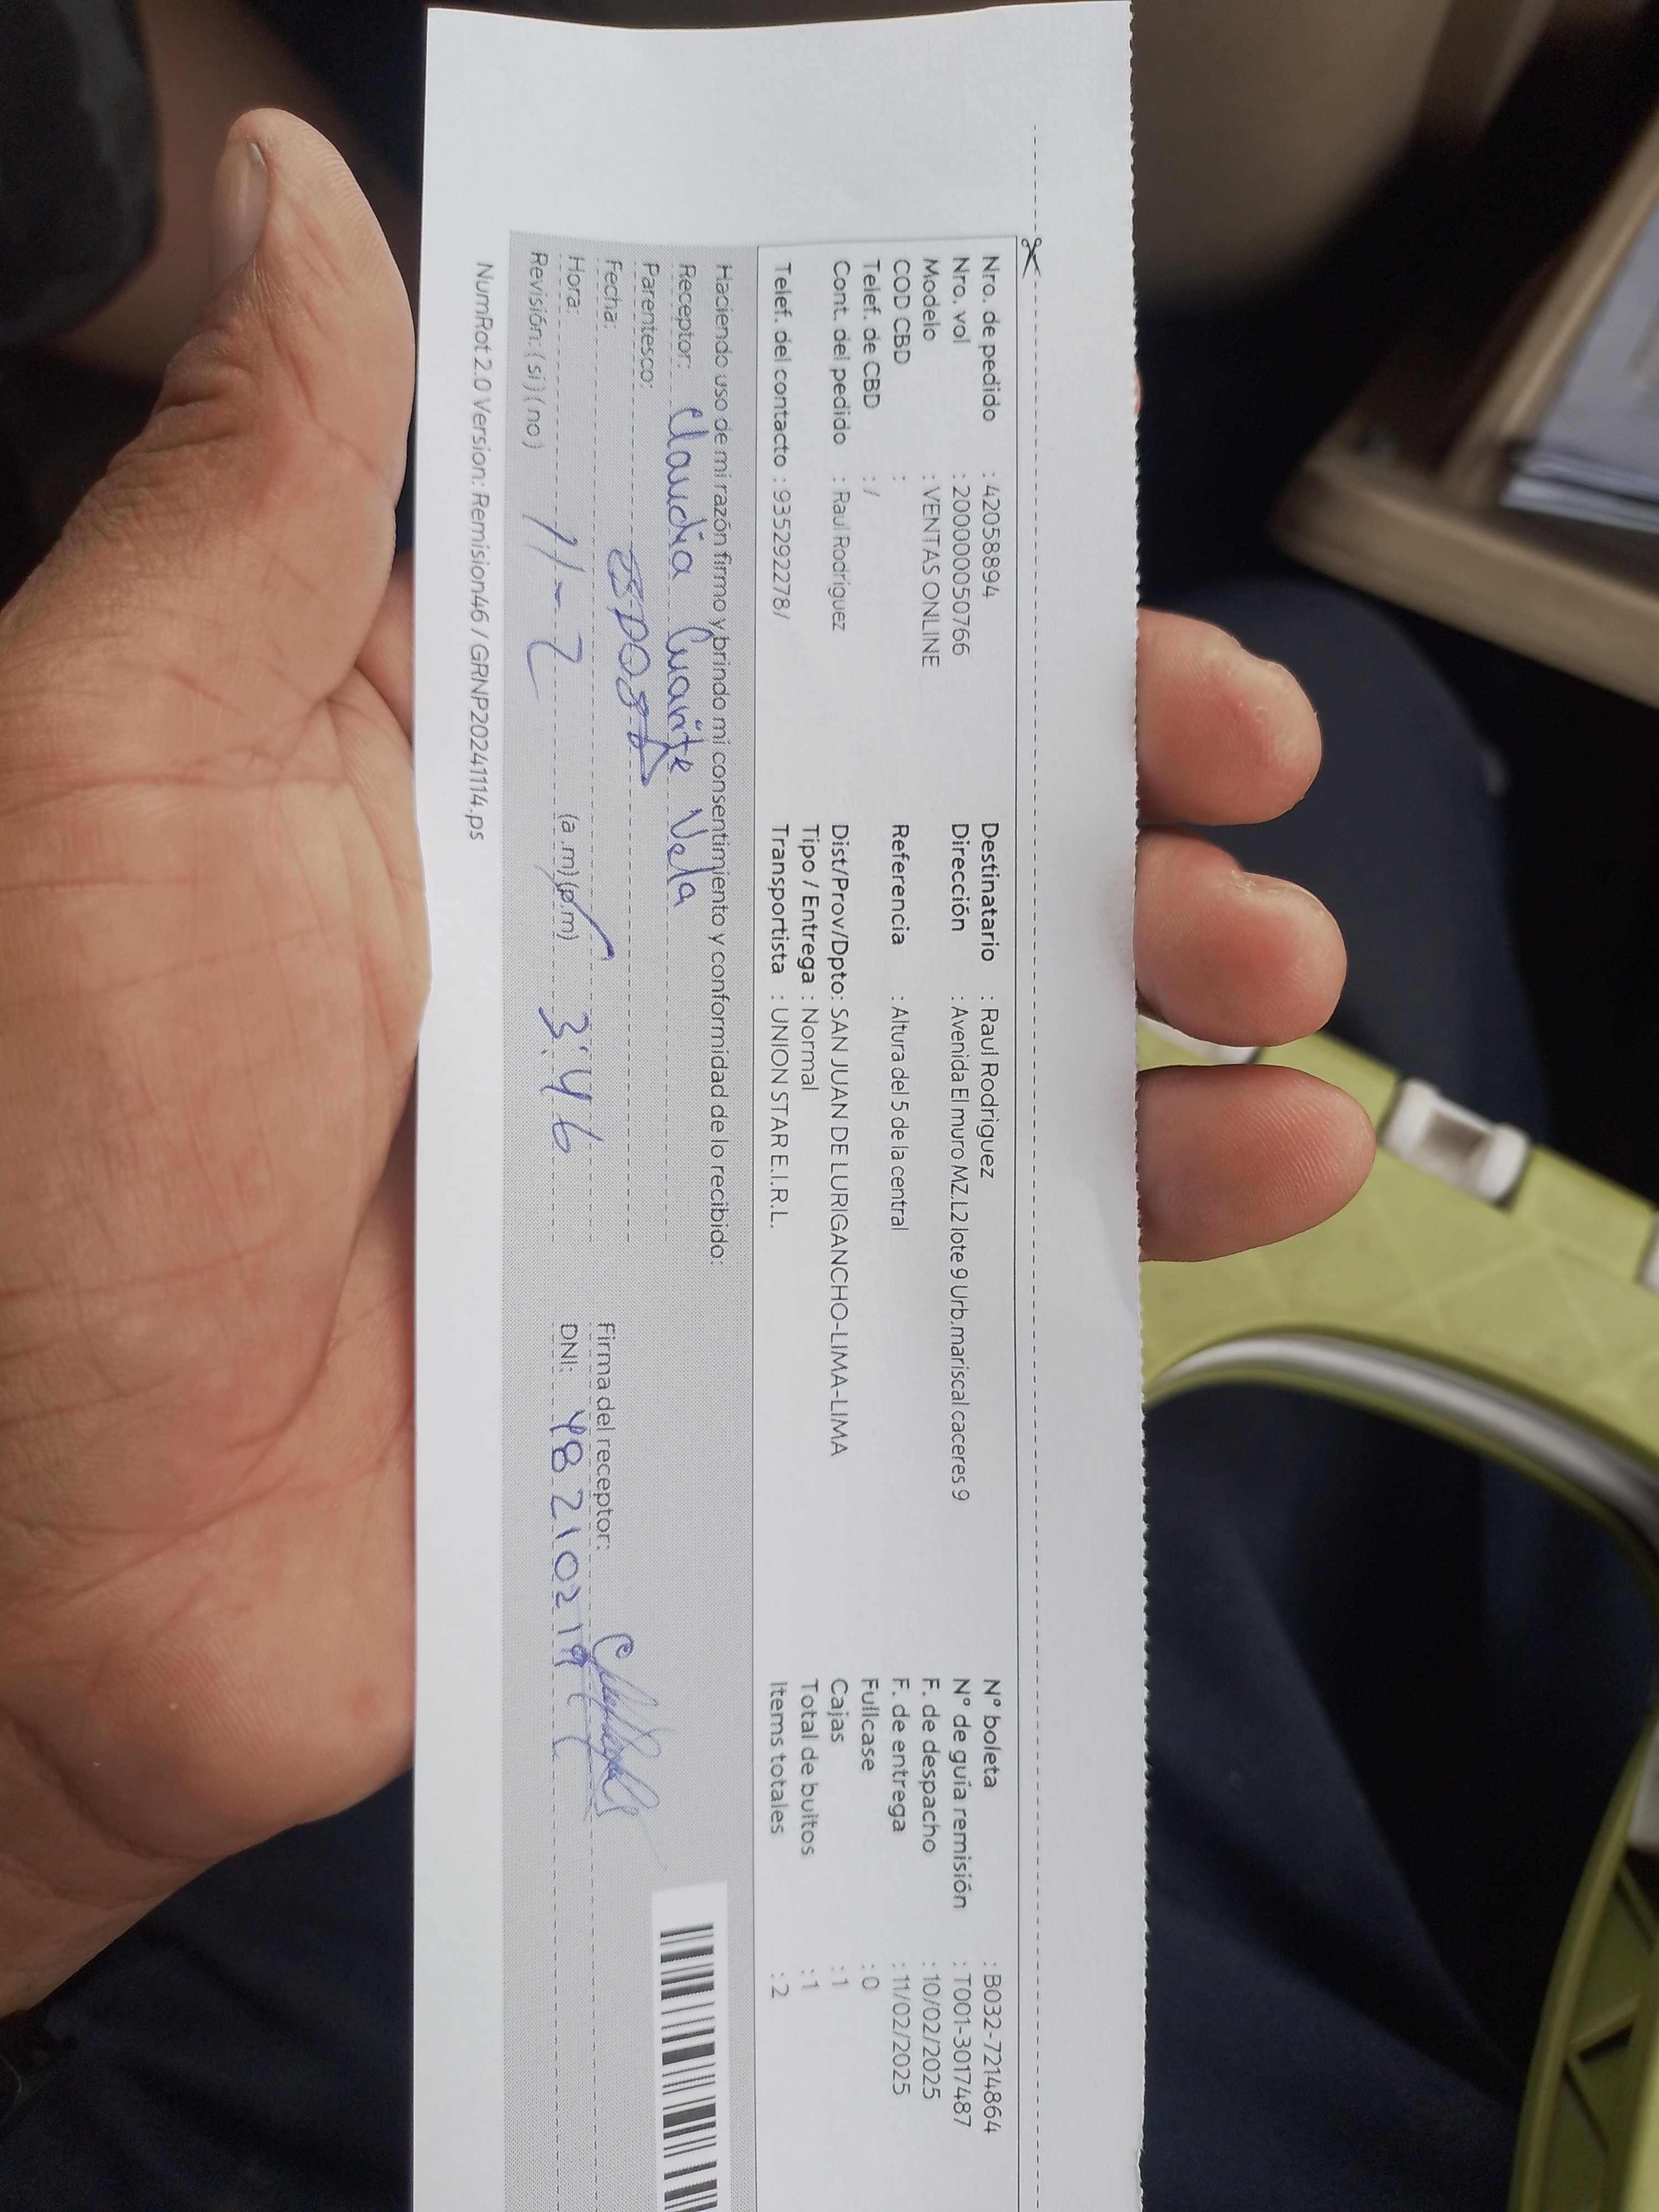 Nro. de pedido : 42058894
Nro. vol : 2000000050766
Modelo : VENTAS ONLINE
COD CBD :
Telef. de CBD : /
Cont. del pedido : Raul Rodriguez
Telef. del contacto : 935292278/
Destinatario : Raul Rodriguez
Dirección : Avenida El muro MZ.L2 lote 9 Urb.mariscal caceres 9
Referencia : Altura del 5 de la central
Dist/Prov/Dpto: SAN JUAN DE LURIGANCHO-LIMA-LIMA
Tipo / Entrega : Normal
Transportista : UNION STAR E.I.R.L.
N° boleta : B032-7214864
N° de guía remisión : T001-3017487
F. de despacho : 10/02/2025
F. de entrega : 11/02/2025
Fullcase : 0
Cajas : 1
Total de bultos : 1
Items totales : 2
Haciendo uso de mi razón firmo y brindo mi consentimiento y conformidad de lo recibido:
Receptor: Claudia Cuarite Vela
Parentesco: esposa
Fecha: 11-2
Hora: (a.m) (p.m) 3:46
Revisión: (si) (no)
Firma del receptor:
DNI: 48210219
NumRot 2.0 Version: Remision46 / GRNP20241114.ps